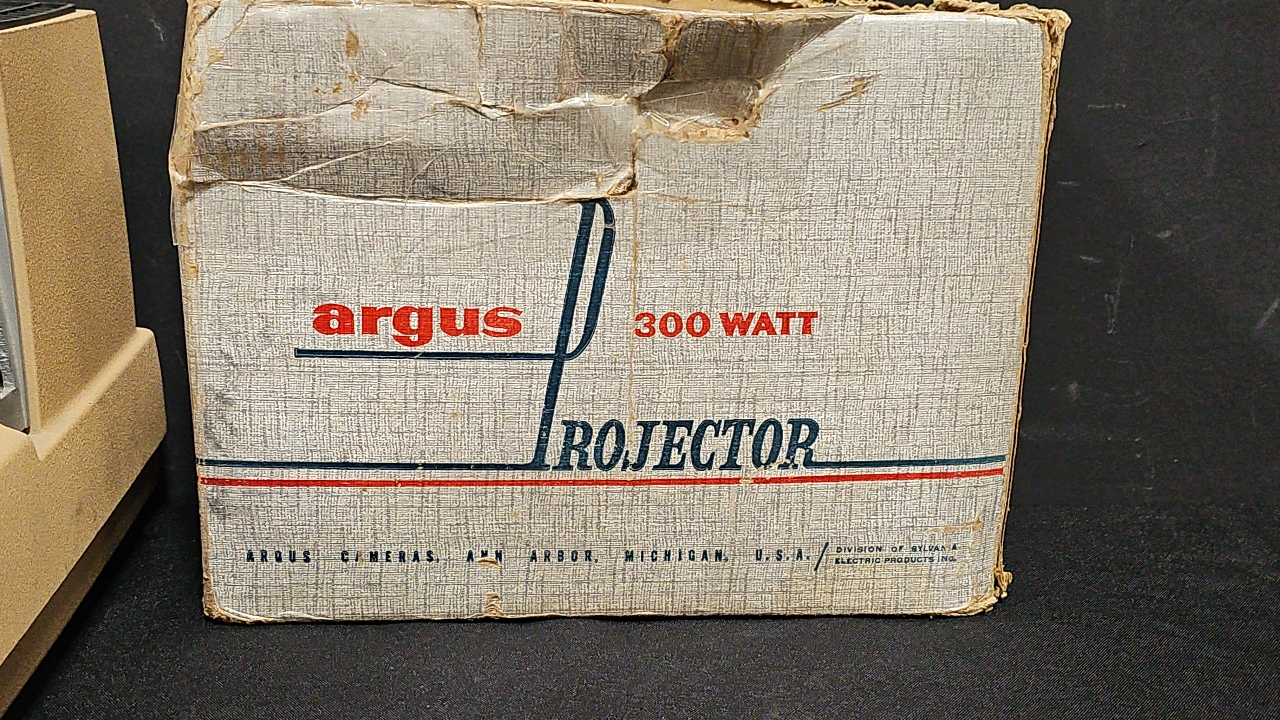 argus 300 WATT
PROJECTOR
ARGUS CAMERAS, ANN ARBOR, MICHIGAN, U.S.A. / DIVISION OF SYLVANIA
ELECTRIC PRODUCTS INC.